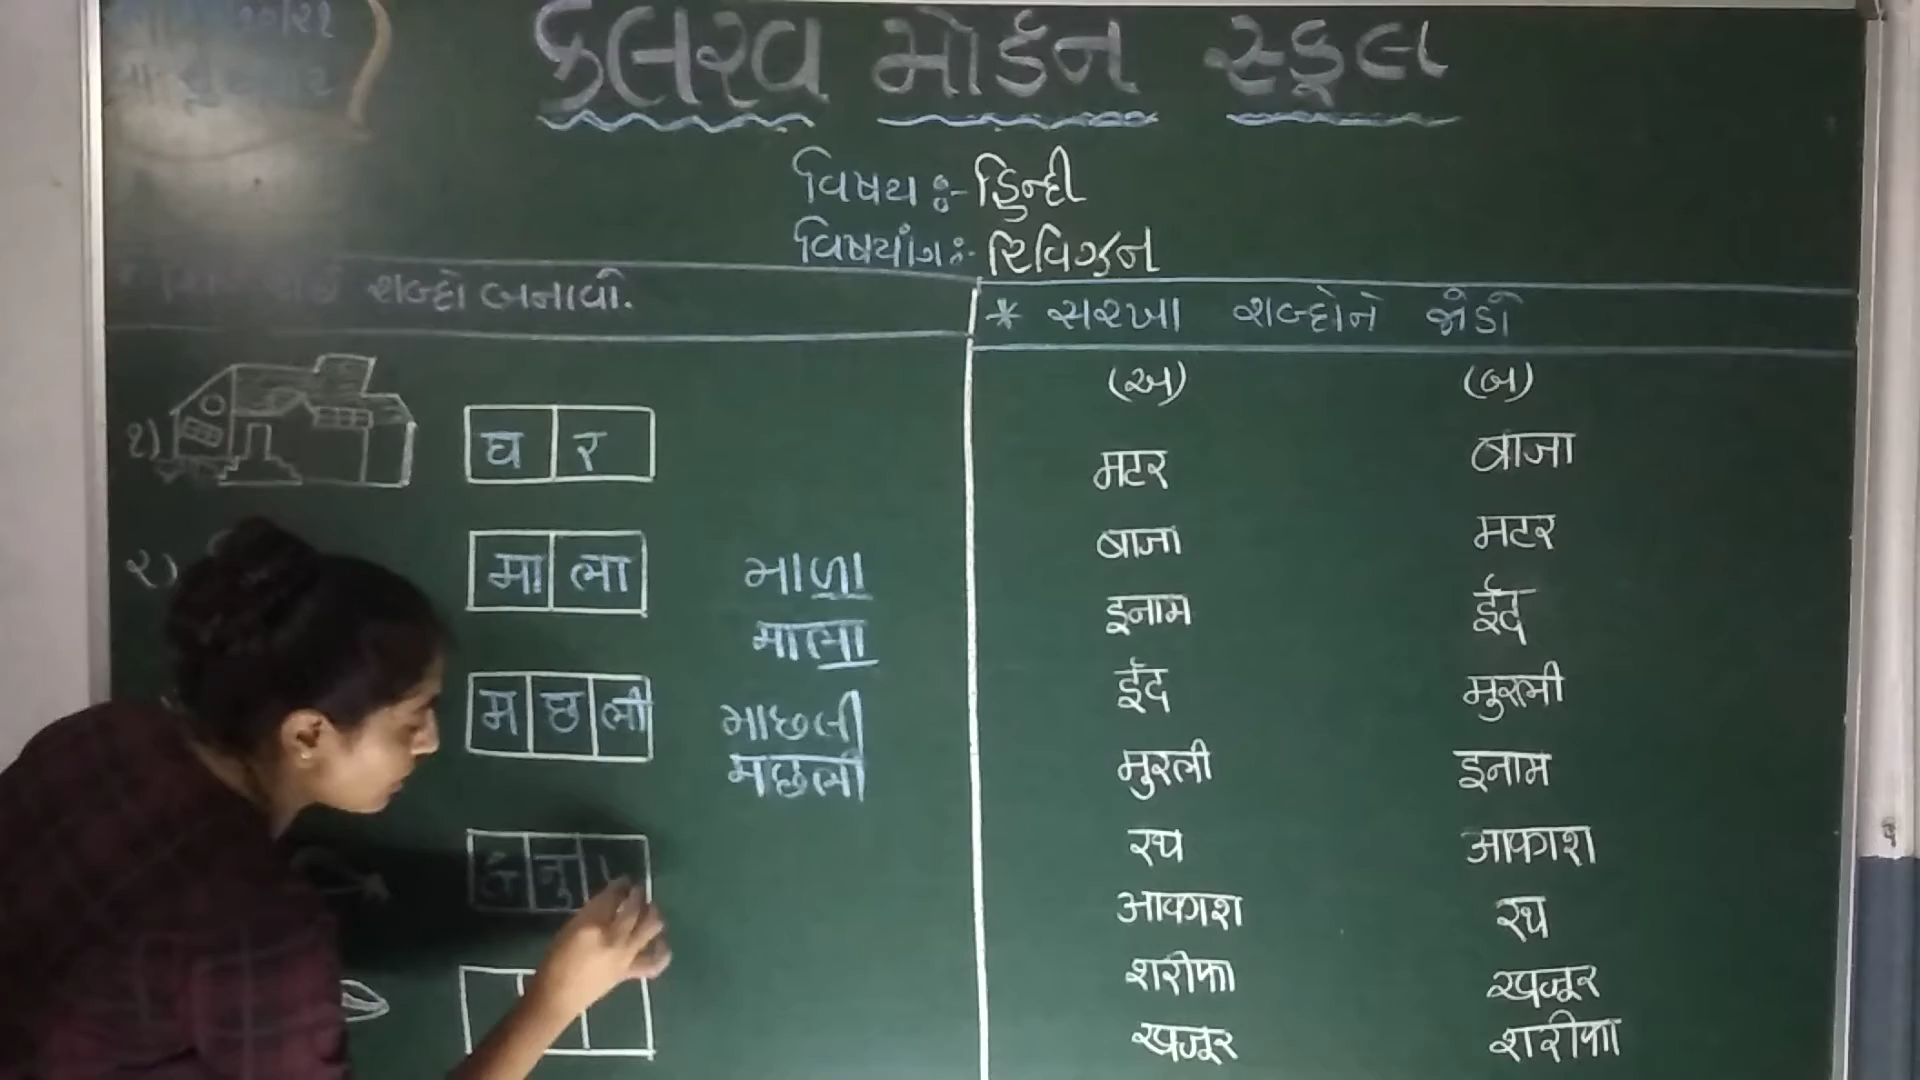 કલરવ મોર્ડન સ્કૂલ
વિષય :- હિન્દી
વિષયાંગ :- રિવિઝન
શબ્દો બનાવો.
१)
घ र
२)
मा ला
માળા
माला
म छ ली
માછલી
मछली
* સરખા શબ્દોને જોડો
(અ) (બ)
मटर बाजा
बाजा मटर
इनाम ईद
ईद मुरली
मुरली इनाम
रथ आकाश
आकाश रथ
शरीफा खजूर
खजूर शरीफा